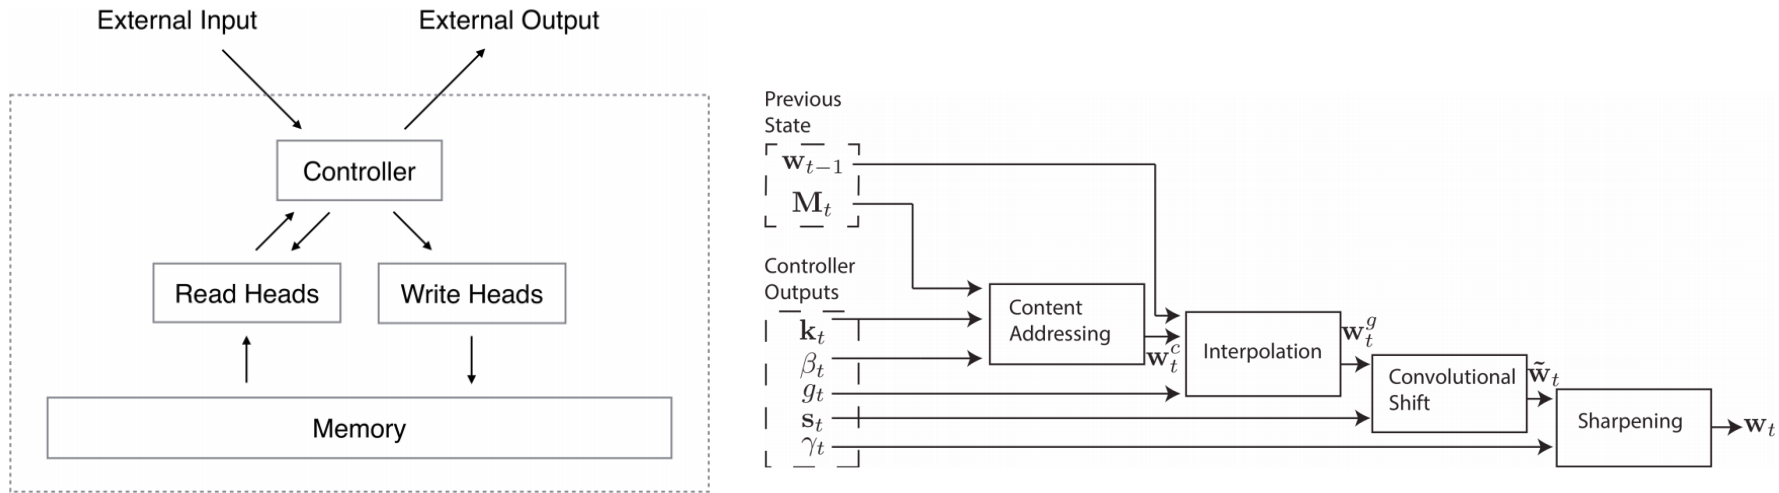 External Input
External Output
Controller
Read Heads
Write Heads
Memory
Previous
State
w_{t−1}
M_t
Controller
Outputs
k_t
β_t
g_t
s_t
γ_t
Content
Addressing
w_t^c
Interpolation
w_t^g
Convolutional
Shift
w̃_t
Sharpening
w_t